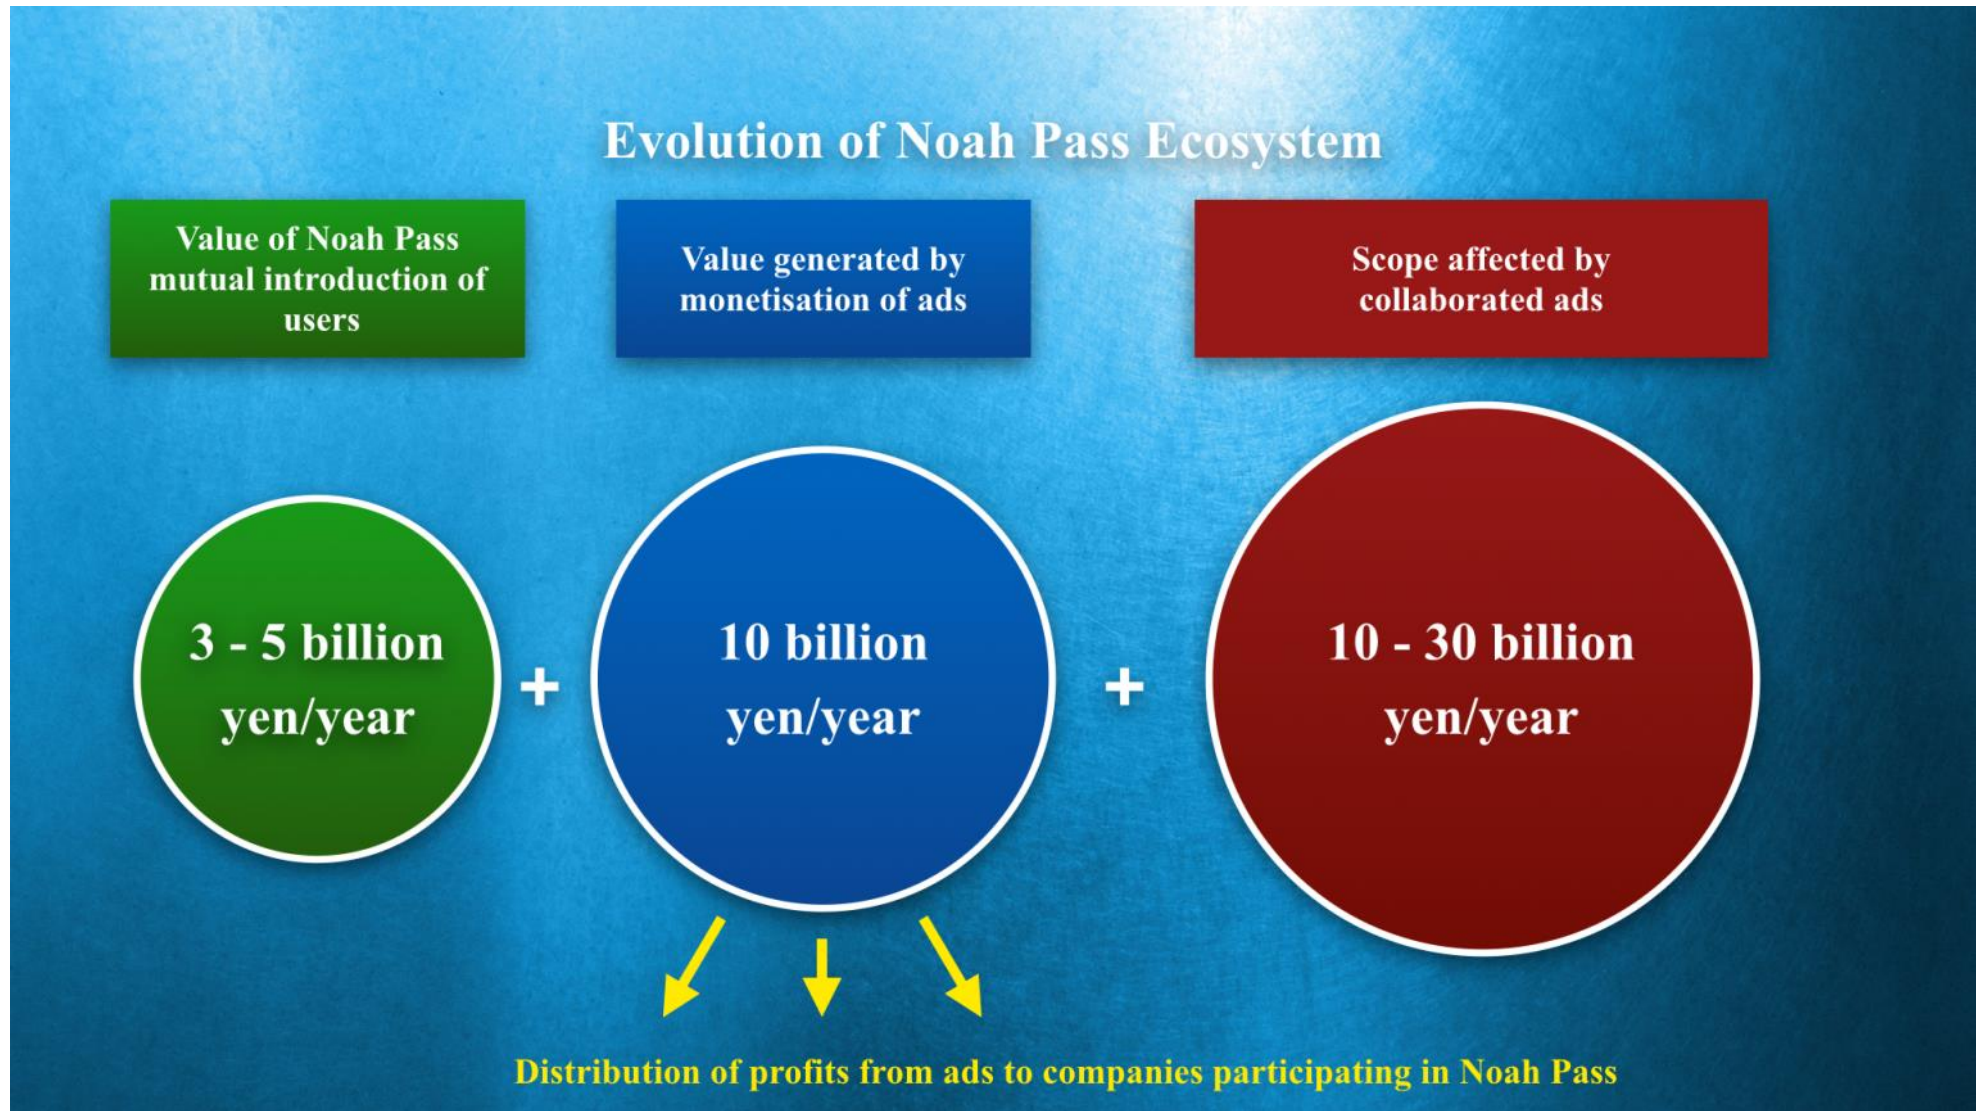 Evolution of Noah Pass Ecosystem
Value of Noah Pass
mutual introduction of
users
Value generated by
monetisation of ads
Scope affected by
collaborated ads
3 - 5 billion
yen/year
+
10 billion
yen/year
+
10 - 30 billion
yen/year
Distribution of profits from ads to companies participating in Noah Pass